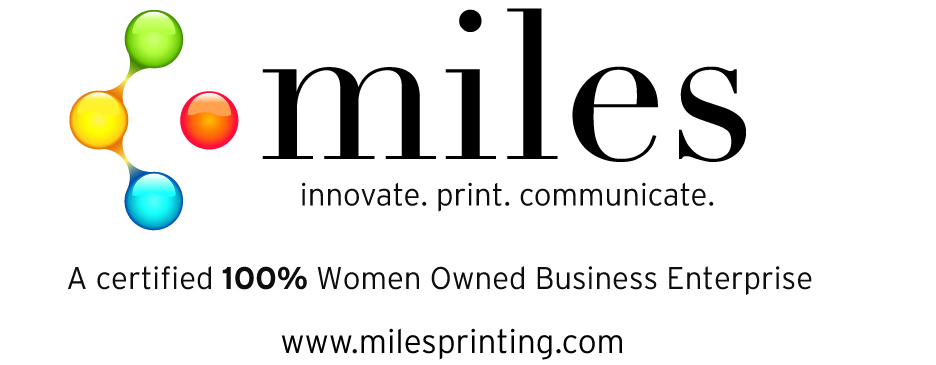 miles
innovate. print. communicate.
A certified 100% Women Owned Business Enterprise
www.milesprinting.com